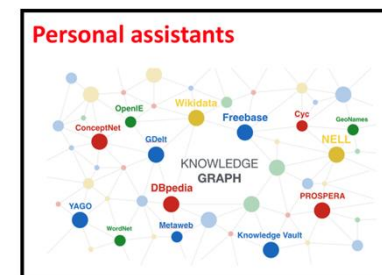 Personal assistants
Wikidata
OpenIE
Freebase
Cyc
GeoNames
ConceptNet
GDelt
NELL
KNOWLEDGE
GRAPH
DBpedia
PROSPERA
YAGO
WordNet
Metaweb
Knowledge Vault